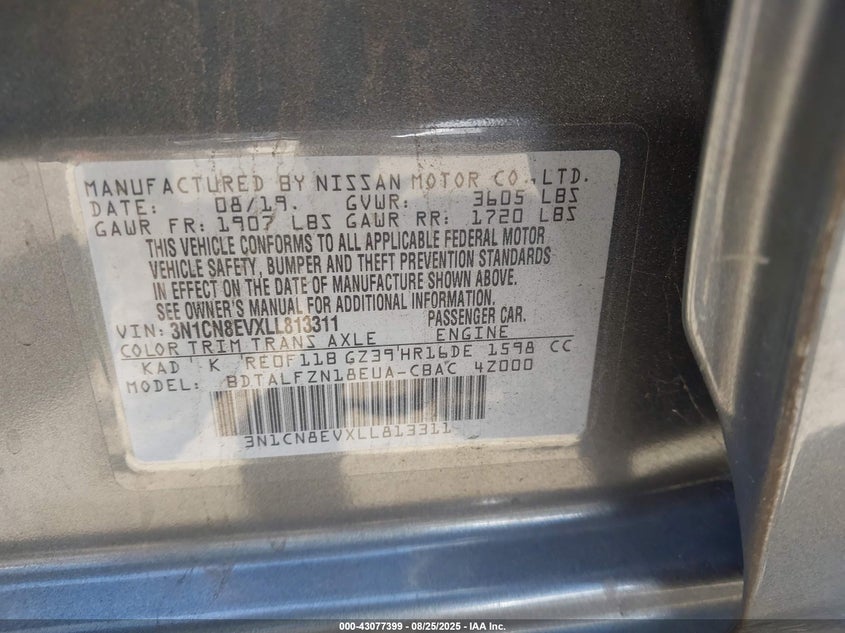 MANUFACTURED BY NISSAN MOTOR CO.,LTD.
DATE: 08/19. GVWR: 3605 LBS
GAWR FR: 1907 LBS GAWR RR: 1720 LBS
THIS VEHICLE CONFORMS TO ALL APPLICABLE FEDERAL MOTOR
VEHICLE SAFETY, BUMPER AND THEFT PREVENTION STANDARDS
IN EFFECT ON THE DATE OF MANUFACTURE SHOWN ABOVE.
SEE OWNER'S MANUAL FOR ADDITIONAL INFORMATION.
VIN: 3N1CN8EVXLL813311 PASSENGER CAR.
COLOR TRIM TRANS AXLE ENGINE
KAD K RE0F11B GZ39 HR16DE 1598 CC
MODEL: BDTALFZN18EUA-CBAC 4Z000
3N1CN8EVXLL813311
000-43077399 - 08/25/2025 - IAA Inc.